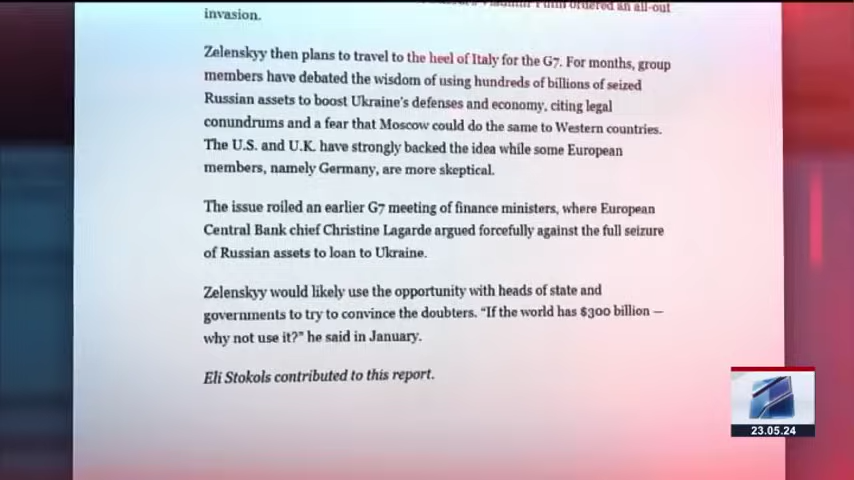 ordered an all-out
invasion.
Zelenskyy then plans to travel to the heel of Italy for the G7. For months, group
members have debated the wisdom of using hundreds of billions of seized
Russian assets to boost Ukraine's defenses and economy, citing legal
conundrums and a fear that Moscow could do the same to Western countries.
The U.S. and U.K. have strongly backed the idea while some European
members, namely Germany, are more skeptical.
The issue roiled an earlier G7 meeting of finance ministers, where European
Central Bank chief Christine Lagarde argued forcefully against the full seizure
of Russian assets to loan to Ukraine.
Zelenskyy would likely use the opportunity with heads of state and
governments to try to convince the doubters. “If the world has $300 billion —
why not use it?” he said in January.
Eli Stokols contributed to this report.
23.05.24